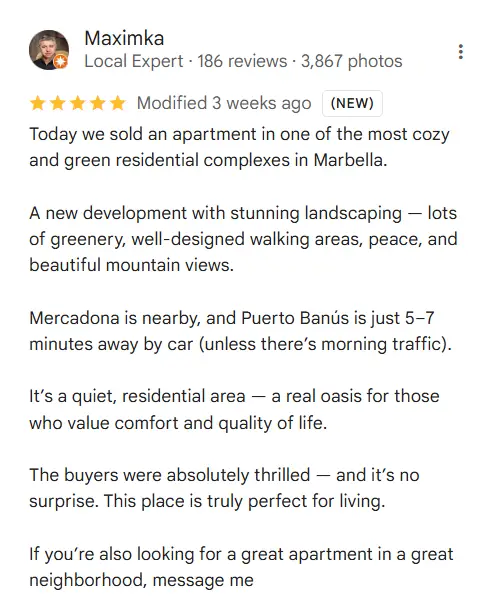 Maximka
Local Expert · 186 reviews · 3,867 photos
Modified 3 weeks ago (NEW)
Today we sold an apartment in one of the most cozy
and green residential complexes in Marbella.
A new development with stunning landscaping — lots
of greenery, well-designed walking areas, peace, and
beautiful mountain views.
Mercadona is nearby, and Puerto Banús is just 5–7
minutes away by car (unless there’s morning traffic).
It’s a quiet, residential area — a real oasis for those
who value comfort and quality of life.
The buyers were absolutely thrilled — and it’s no
surprise. This place is truly perfect for living.
If you’re also looking for a great apartment in a great
neighborhood, message me